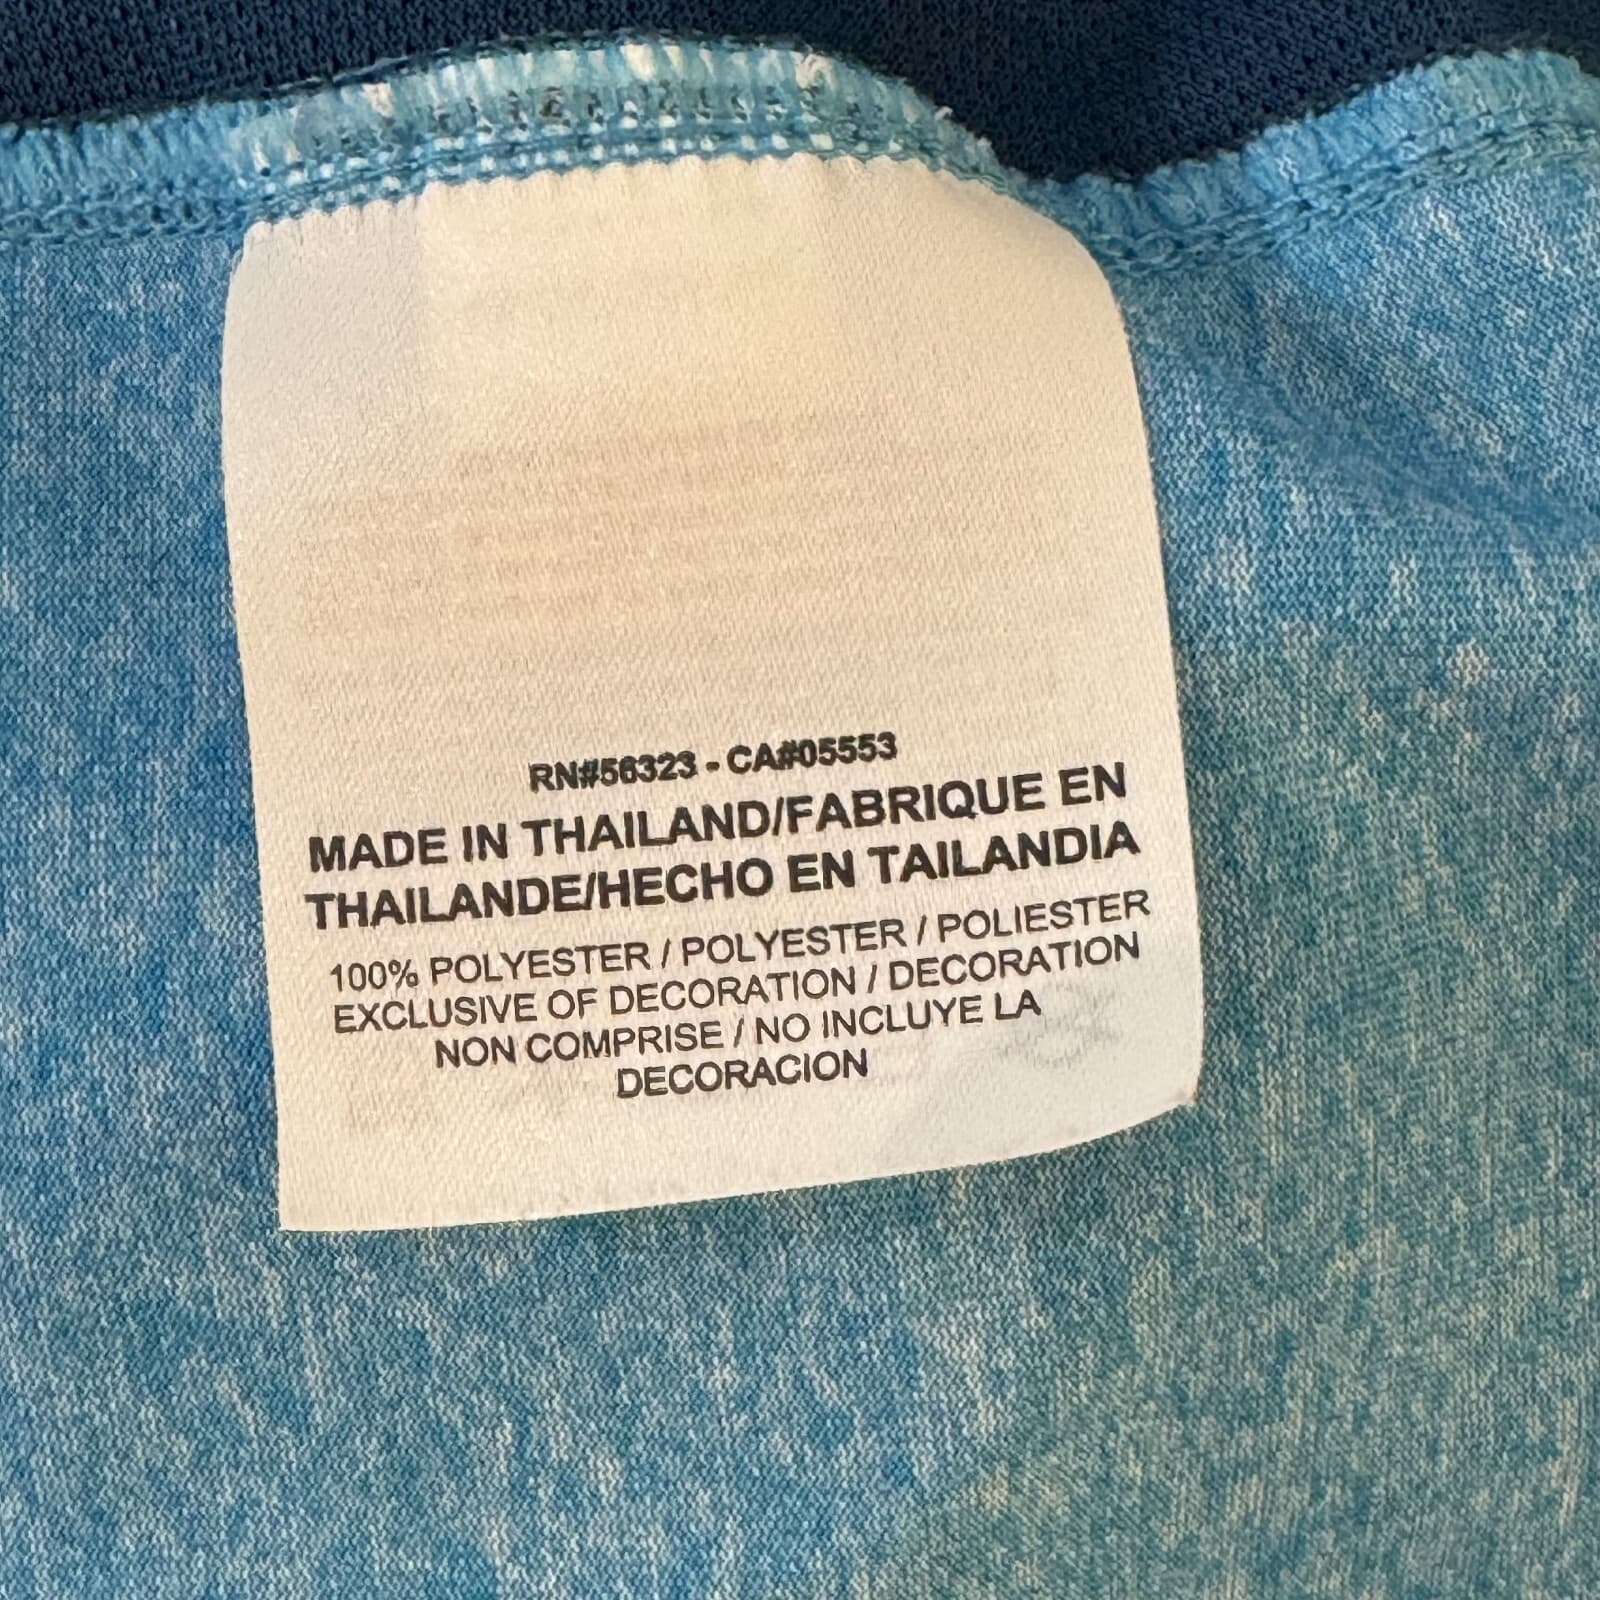 RN#56323 - CA#05553
MADE IN THAILAND/FABRIQUE EN
THAILANDE/HECHO EN TAILANDIA
100% POLYESTER / POLYESTER / POLIESTER
EXCLUSIVE OF DECORATION / DECORATION
NON COMPRISE / NO INCLUYE LA
DECORACION